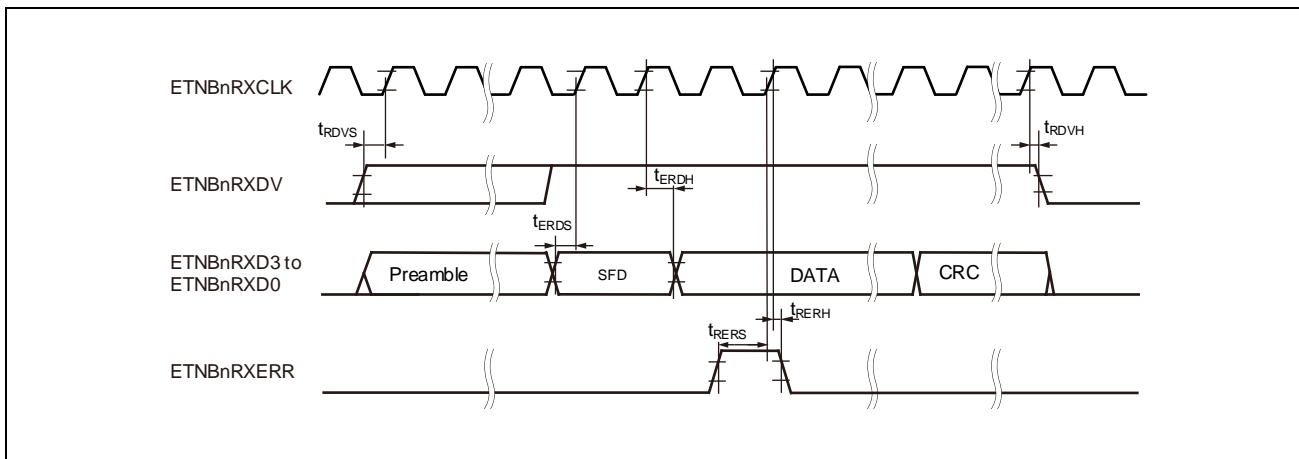 ETNBnRXCLK
tRDVS
tRDVH
ETNBnRXDV
tERDH
tERDS
ETNBnRXD3 to
ETNBnRXD0
Preamble
SFD
DATA
CRC
tRERH
tRERS
ETNBnRXERR